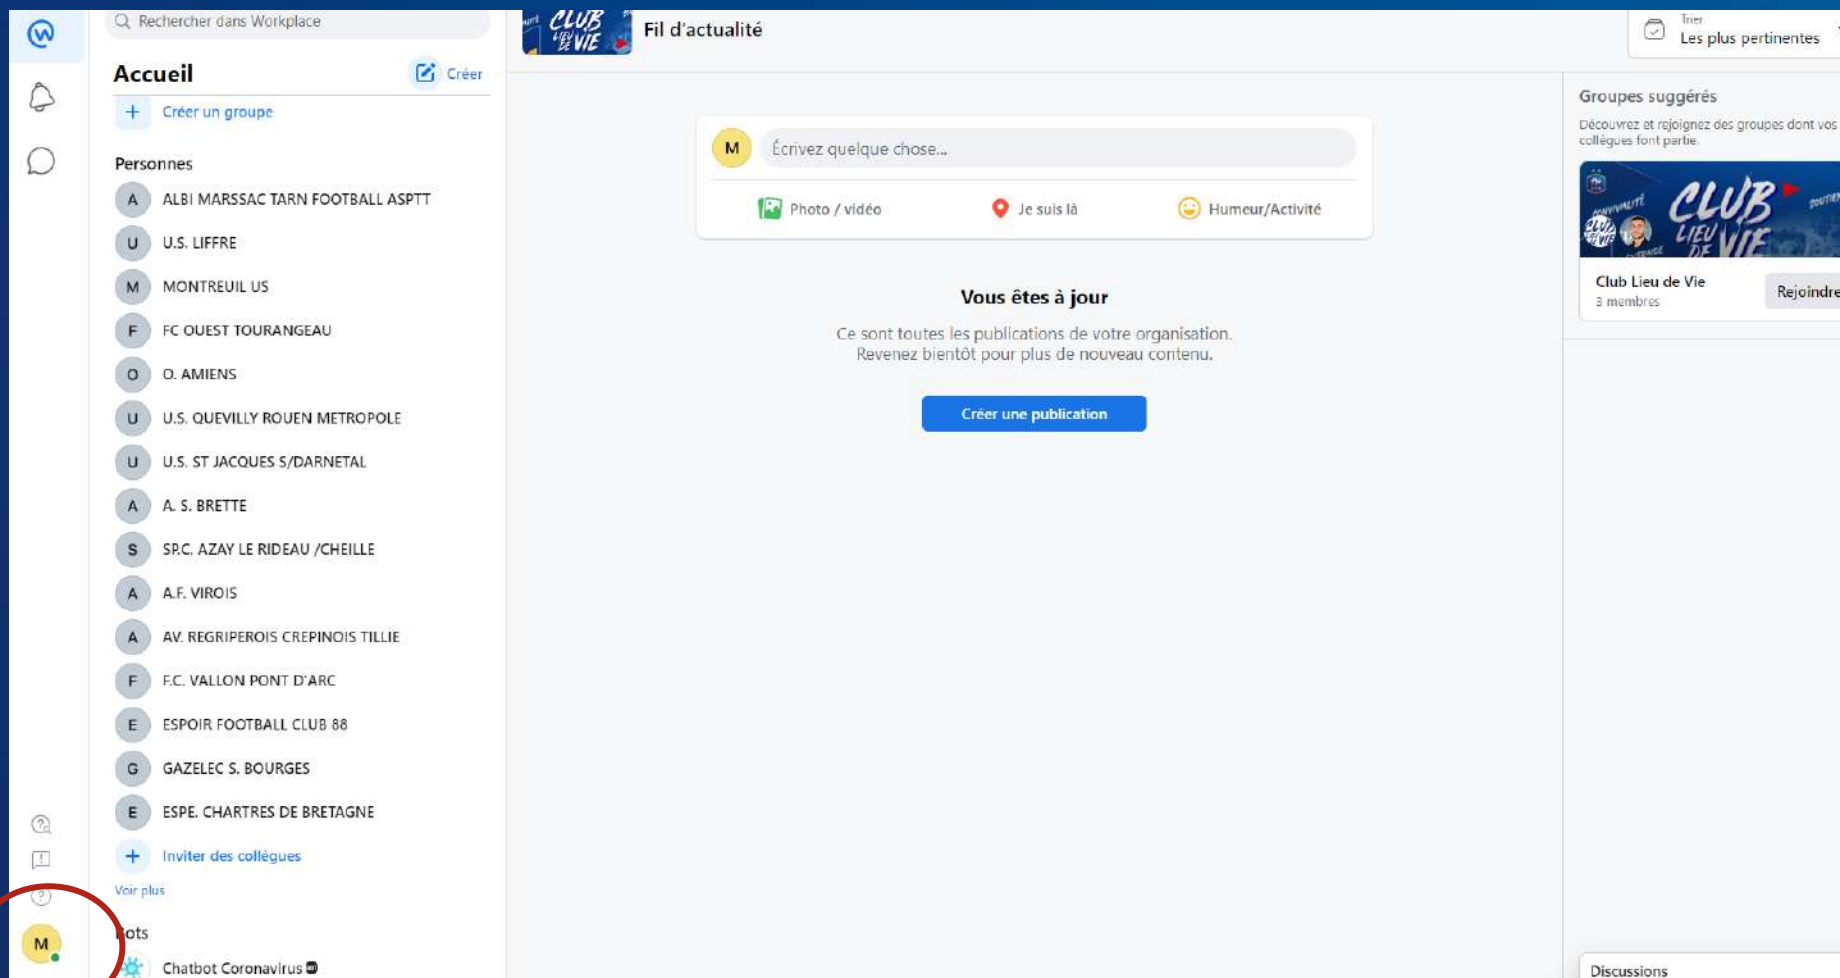 Rechercher dans Workplace
Accueil
Créer
Créer un groupe
Personnes
A ALBI MARSSAC TARN FOOTBALL ASPTT
U U.S. LIFFRE
M MONTREUIL US
F FC OUEST TOURANGEAU
O O. AMIENS
U U.S. QUEVILLY ROUEN METROPOLE
U U.S. ST JACQUES S/DARNETAL
A A. S. BRETTE
S SP.C. AZAY LE RIDEAU /CHEILLE
A A.F. VIROIS
A AV. REGRIPEROIS CREPINOIS TILLIE
F F.C. VALLON PONT D'ARC
E ESPOIR FOOTBALL CLUB 88
G GAZELEC S. BOURGES
E ESPE. CHARTRES DE BRETAGNE
Inviter des collègues
Voir plus
M
Bots
Chatbot Coronavirus
CLUB
LIEU
DE VIE
Fil d'actualité
Trier
Les plus pertinentes
M Écrivez quelque chose...
Photo / vidéo
Je suis là
Humeur/Activité
Vous êtes à jour
Ce sont toutes les publications de votre organisation.
Revenez bientôt pour plus de nouveau contenu.
Créer une publication
Groupes suggérés
Découvrez et rejoignez des groupes dont vos
collègues font partie.
CLUB
LIEU
DE VIE
Club Lieu de Vie
3 membres
Rejoindre
Discussions